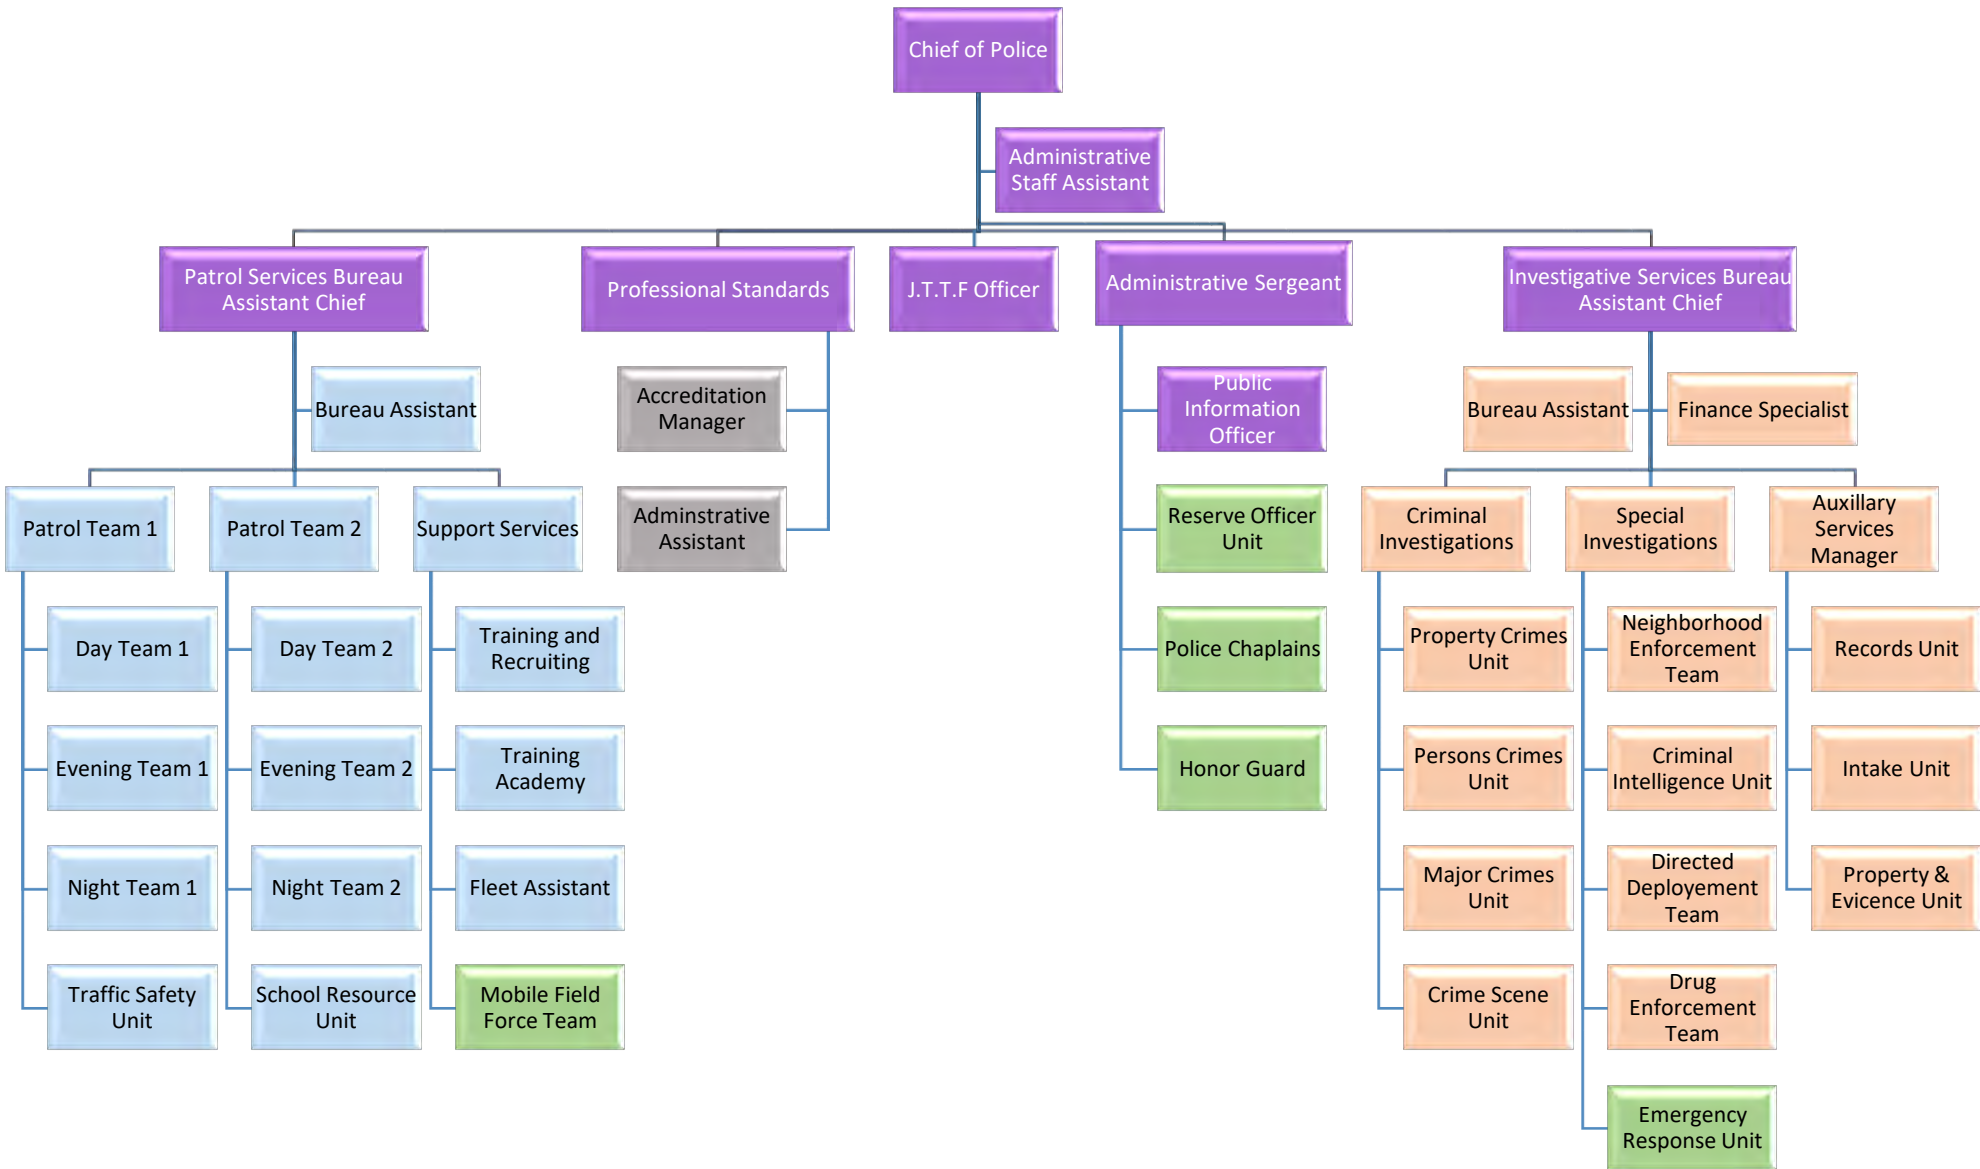 Chief of Police
Administrative
Staff Assistant
Patrol Services Bureau
Assistant Chief
Professional Standards
J.T.T.F Officer
Administrative Sergeant
Investigative Services Bureau
Assistant Chief
Bureau Assistant
Accreditation
Manager
Public
Information
Officer
Bureau Assistant
Finance Specialist
Patrol Team 1
Patrol Team 2
Support Services
Adminstrative
Assistant
Reserve Officer
Unit
Criminal
Investigations
Special
Investigations
Auxillary
Services
Manager
Day Team 1
Day Team 2
Training and
Recruiting
Police Chaplains
Property Crimes
Unit
Neighborhood
Enforcement
Team
Records Unit
Evening Team 1
Evening Team 2
Training
Academy
Honor Guard
Persons Crimes
Unit
Criminal
Intelligence Unit
Intake Unit
Night Team 1
Night Team 2
Fleet Assistant
Major Crimes
Unit
Directed
Deployement
Team
Property &
Evicence Unit
Traffic Safety
Unit
School Resource
Unit
Mobile Field
Force Team
Crime Scene
Unit
Drug
Enforcement
Team
Emergency
Response Unit